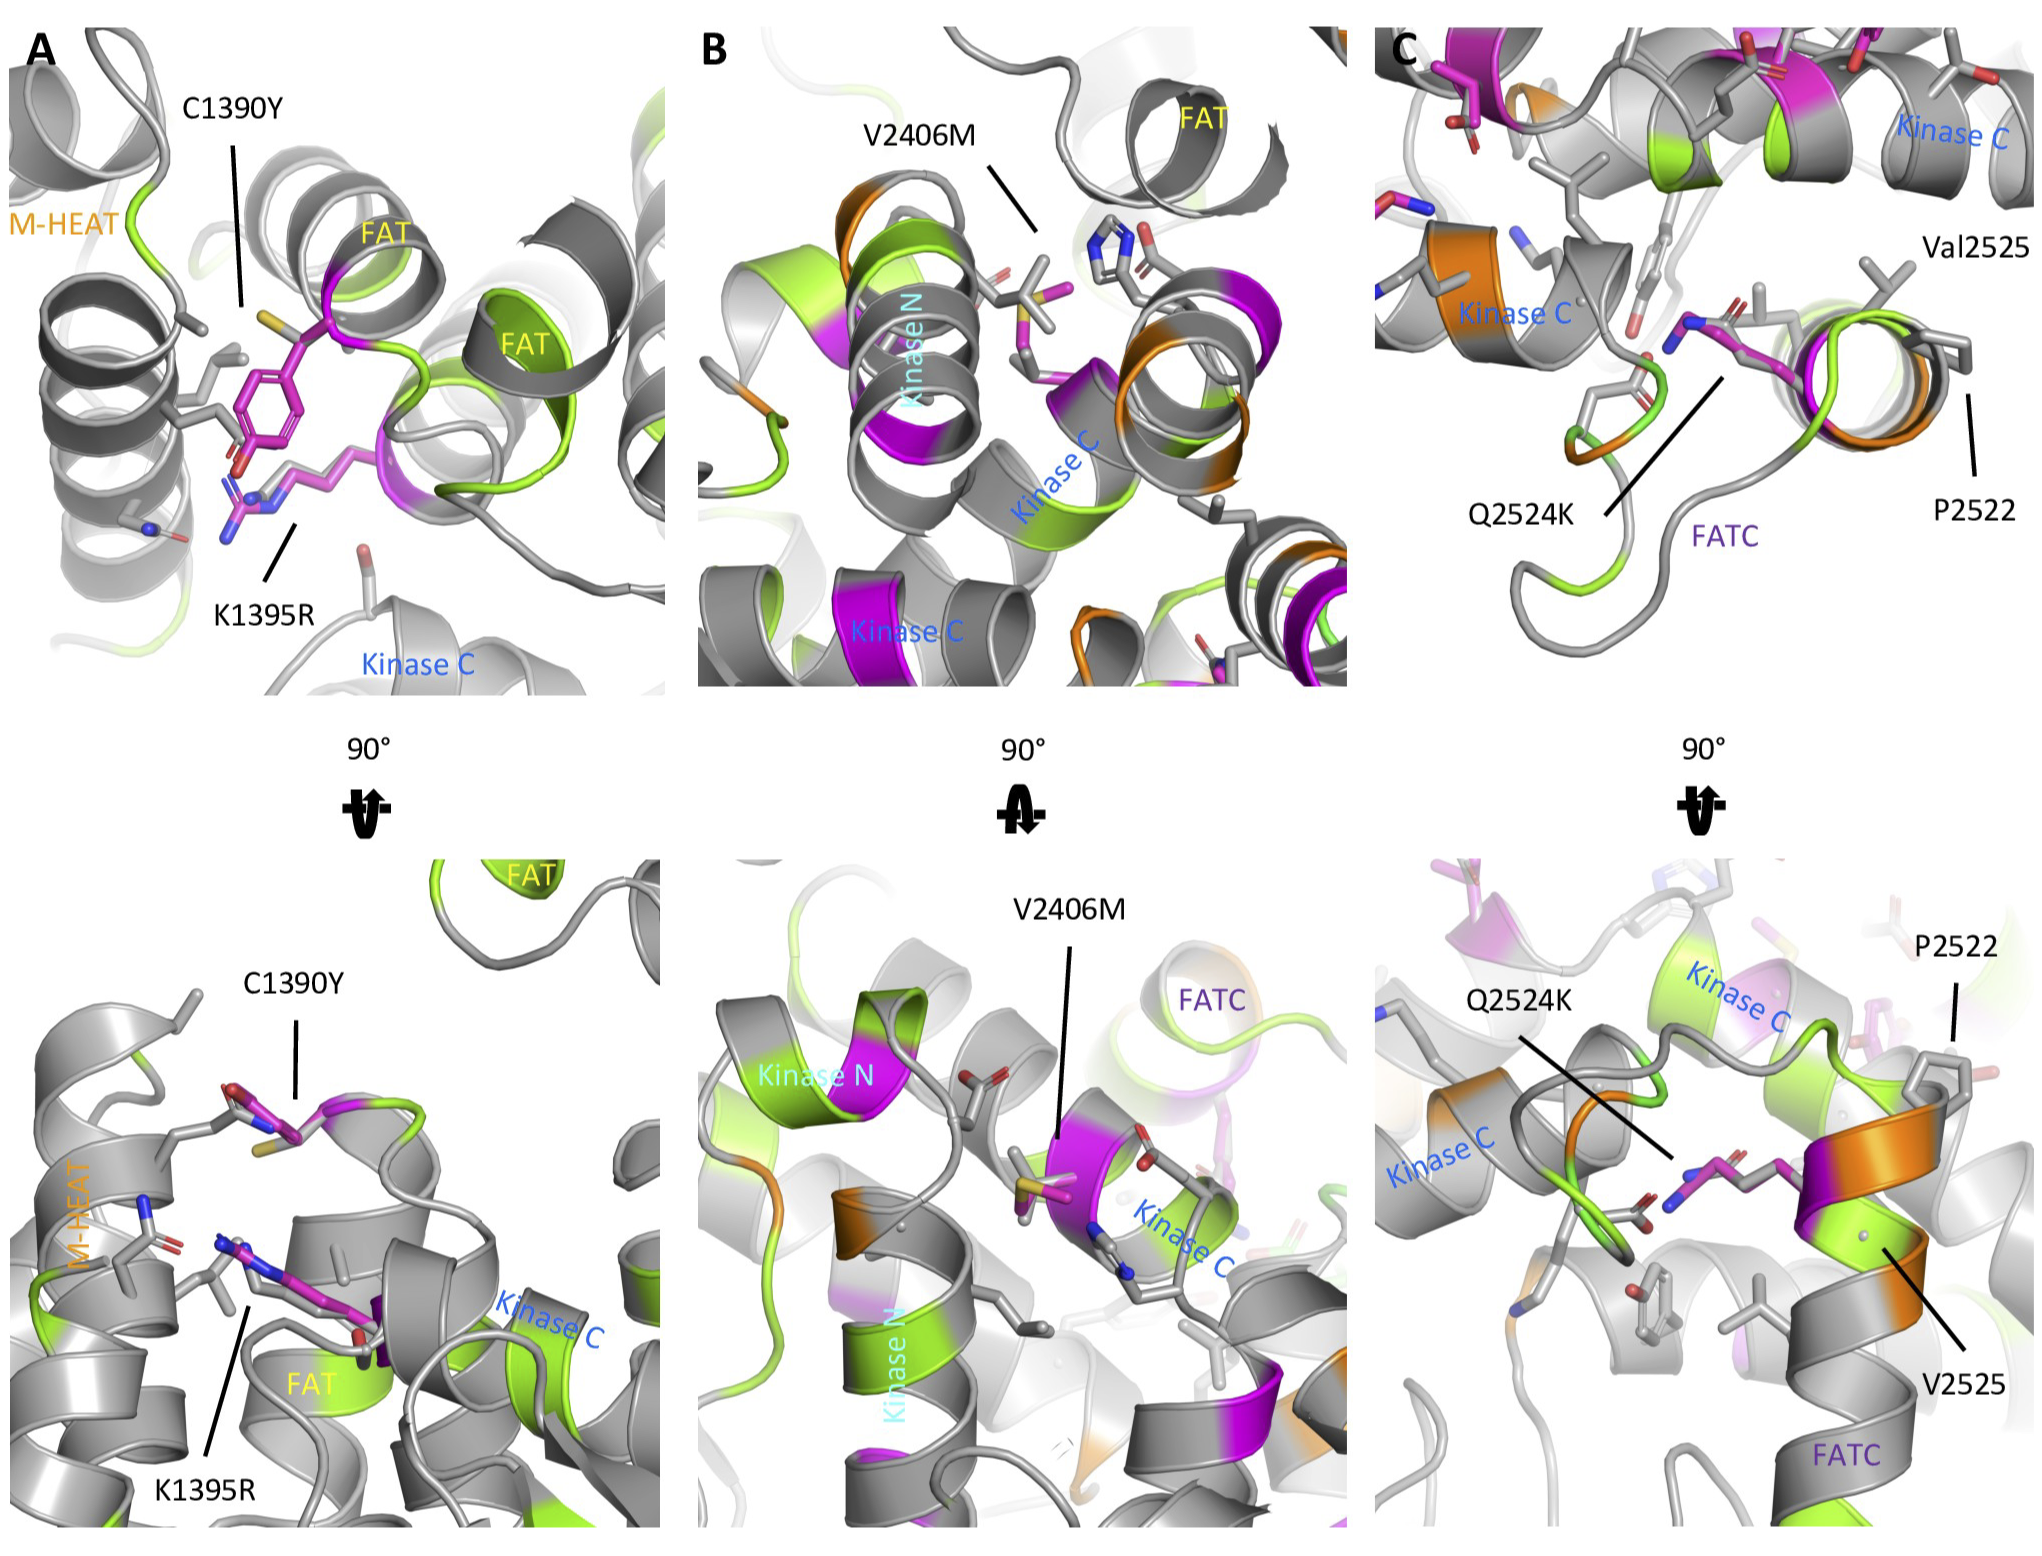 A
C1390Y
M-HEAT
FAT
FAT
K1395R
Kinase C
B
V2406M
FAT
Kinase N
Kinase C
Kinase C
C
Kinase C
Val2525
Kinase C
Q2524K
P2522
FATC
90°
90°
90°
FAT
C1390Y
M-HEAT
Kinase C
FAT
K1395R
V2406M
FATC
Kinase N
Kinase C
Kinase N
P2522
Kinase C
Q2524K
Kinase C
V2525
FATC